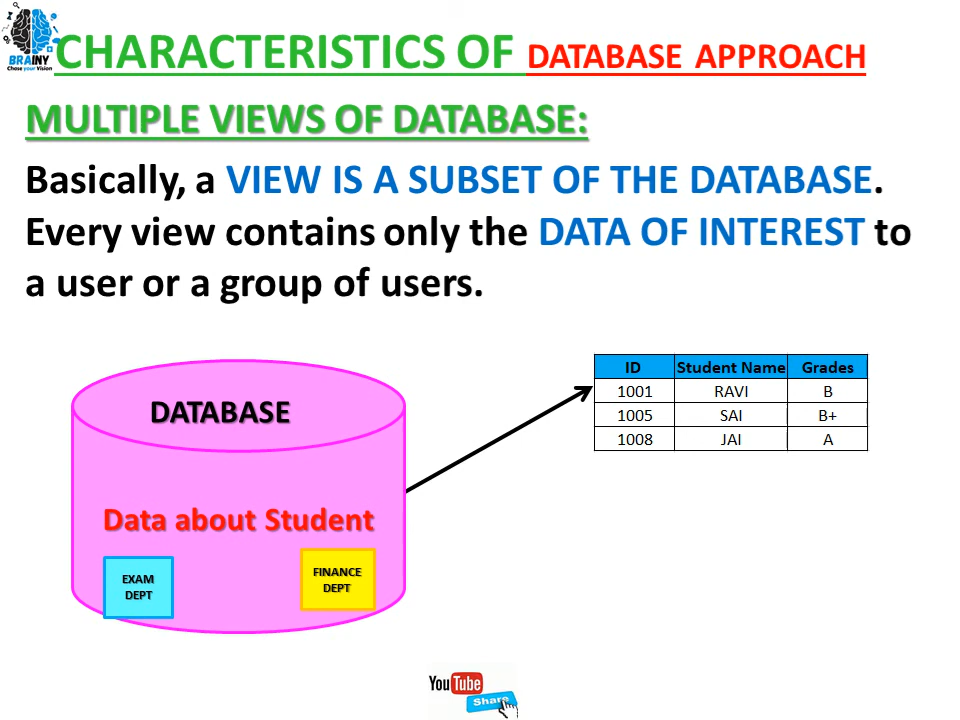 BRAINY
Chose your Vision
CHARACTERISTICS OF DATABASE APPROACH
MULTIPLE VIEWS OF DATABASE:
Basically, a VIEW IS A SUBSET OF THE DATABASE.
Every view contains only the DATA OF INTEREST to
a user or a group of users.
ID Student Name Grades
1001 RAVI B
1005 SAI B+
1008 JAI A
DATABASE
Data about Student
EXAM
DEPT
FINANCE
DEPT
YouTube
Share